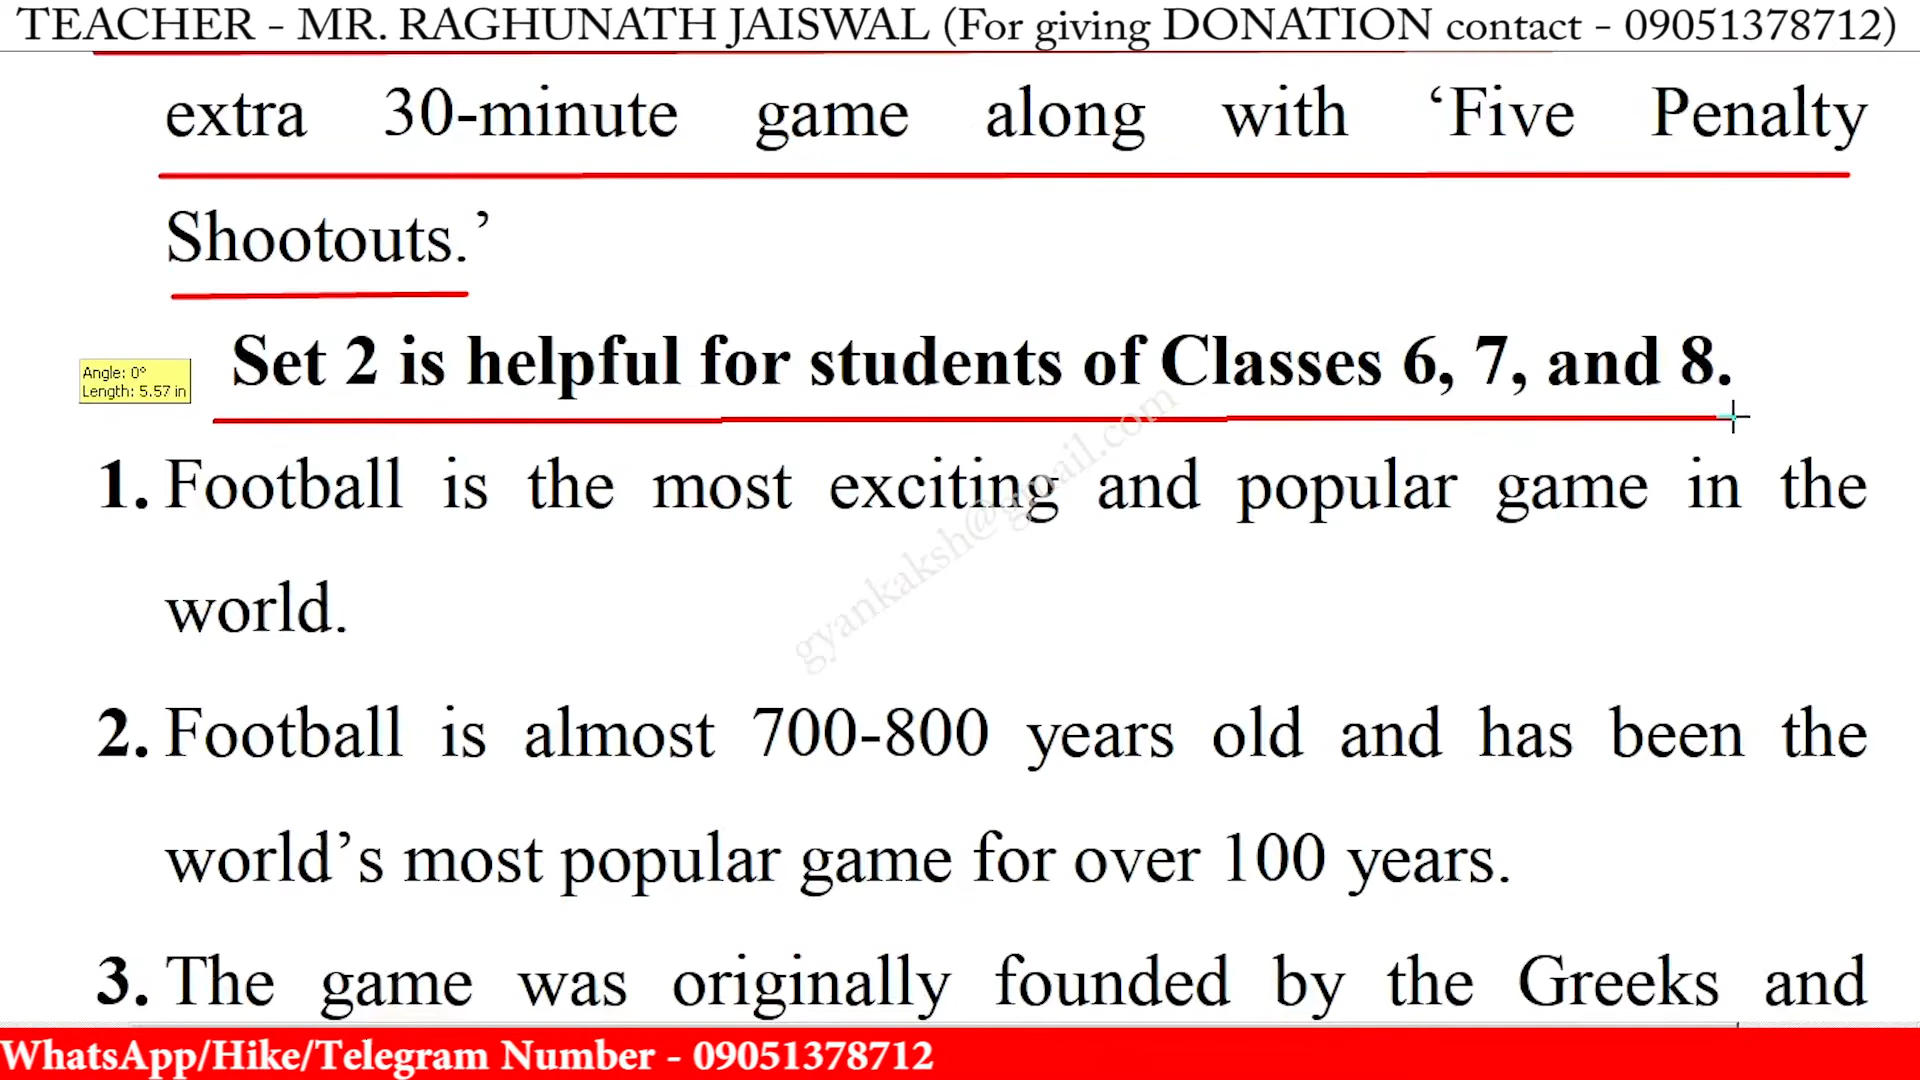 TEACHER - MR. RAGHUNATH JAISWAL (For giving DONATION contact - 09051378712)
extra 30-minute game along with ‘Five Penalty
Shootouts.’
Set 2 is helpful for students of Classes 6, 7, and 8.
Angle: 0°
Length: 5.57 in
1. Football is the most exciting and popular game in the
world.
gyankaksh@gmail.com
2. Football is almost 700-800 years old and has been the
world’s most popular game for over 100 years.
3. The game was originally founded by the Greeks and
WhatsApp/Hike/Telegram Number - 09051378712